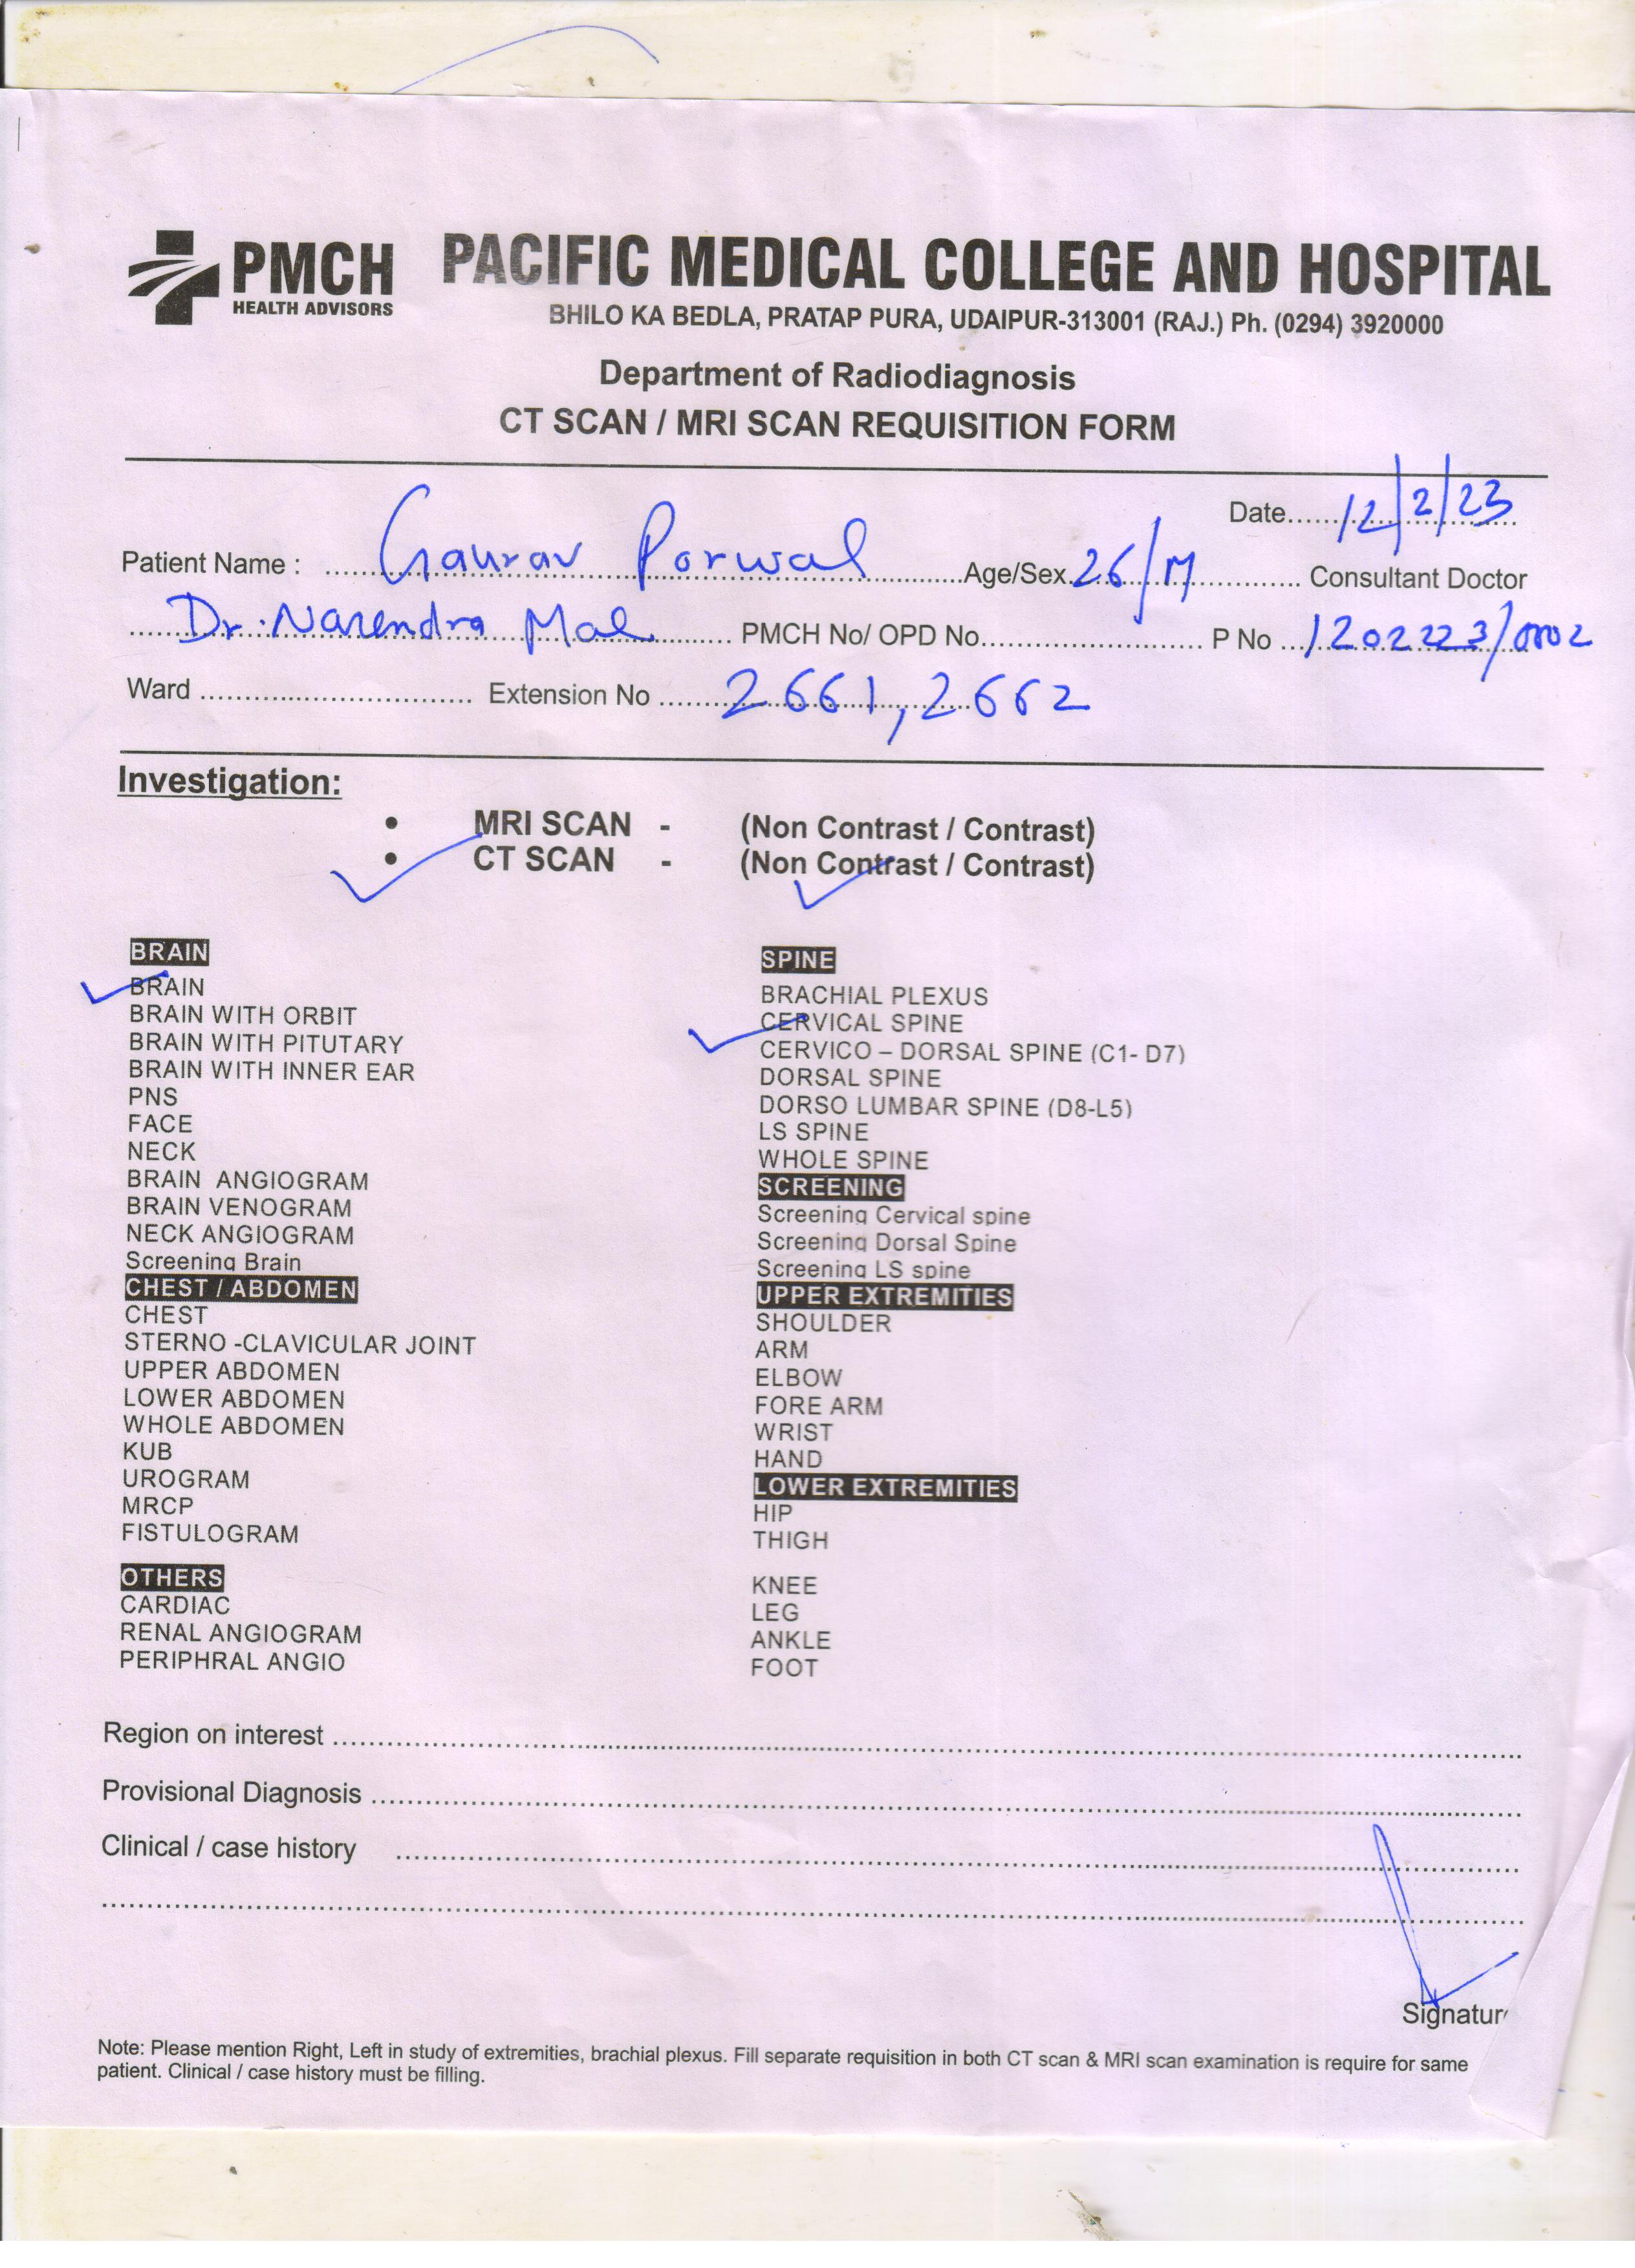 PMCH
HEALTH ADVISORS
PACIFIC MEDICAL COLLEGE AND HOSPITAL
BHILO KA BEDLA, PRATAP PURA, UDAIPUR-313001 (RAJ.) Ph. (0294) 3920000
Department of Radiodiagnosis
CT SCAN / MRI SCAN REQUISITION FORM
Date...... 12/2/23
Patient Name : Gaurav Porwal Age/Sex 26/M Consultant Doctor
Dr. Narendra Mal PMCH No/ OPD No. P No 1202223/0802
Ward Extension No 2661, 2662
Investigation:
• MRI SCAN - (Non Contrast / Contrast)
• CT SCAN - (Non Contrast / Contrast)
BRAIN
BRAIN
BRAIN WITH ORBIT
BRAIN WITH PITUTARY
BRAIN WITH INNER EAR
PNS
FACE
NECK
BRAIN ANGIOGRAM
BRAIN VENOGRAM
NECK ANGIOGRAM
Screening Brain
CHEST / ABDOMEN
CHEST
STERNO -CLAVICULAR JOINT
UPPER ABDOMEN
LOWER ABDOMEN
WHOLE ABDOMEN
KUB
UROGRAM
MRCP
FISTULOGRAM
OTHERS
CARDIAC
RENAL ANGIOGRAM
PERIPHRAL ANGIO
SPINE
BRACHIAL PLEXUS
CERVICAL SPINE
CERVICO – DORSAL SPINE (C1- D7)
DORSAL SPINE
DORSO LUMBAR SPINE (D8-L5)
LS SPINE
WHOLE SPINE
SCREENING
Screening Cervical spine
Screening Dorsal Spine
Screening LS spine
UPPER EXTREMITIES
SHOULDER
ARM
ELBOW
FORE ARM
WRIST
HAND
LOWER EXTREMITIES
HIP
THIGH
KNEE
LEG
ANKLE
FOOT
Region on interest
Provisional Diagnosis
Clinical / case history
Signatur
Note: Please mention Right, Left in study of extremities, brachial plexus. Fill separate requisition in both CT scan & MRI scan examination is require for same
patient. Clinical / case history must be filling.